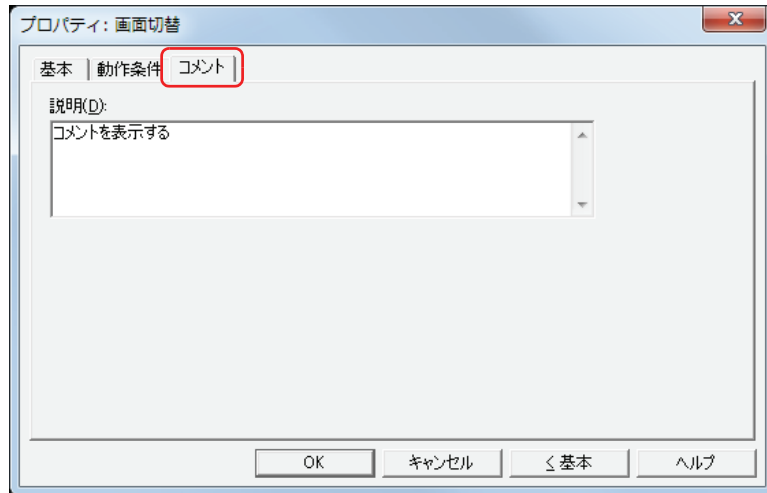 プロパティ: 画面切替
基本 動作条件 コメント
説明(D):
コメントを表示する
OK キャンセル ≤ 基本 ヘルプ